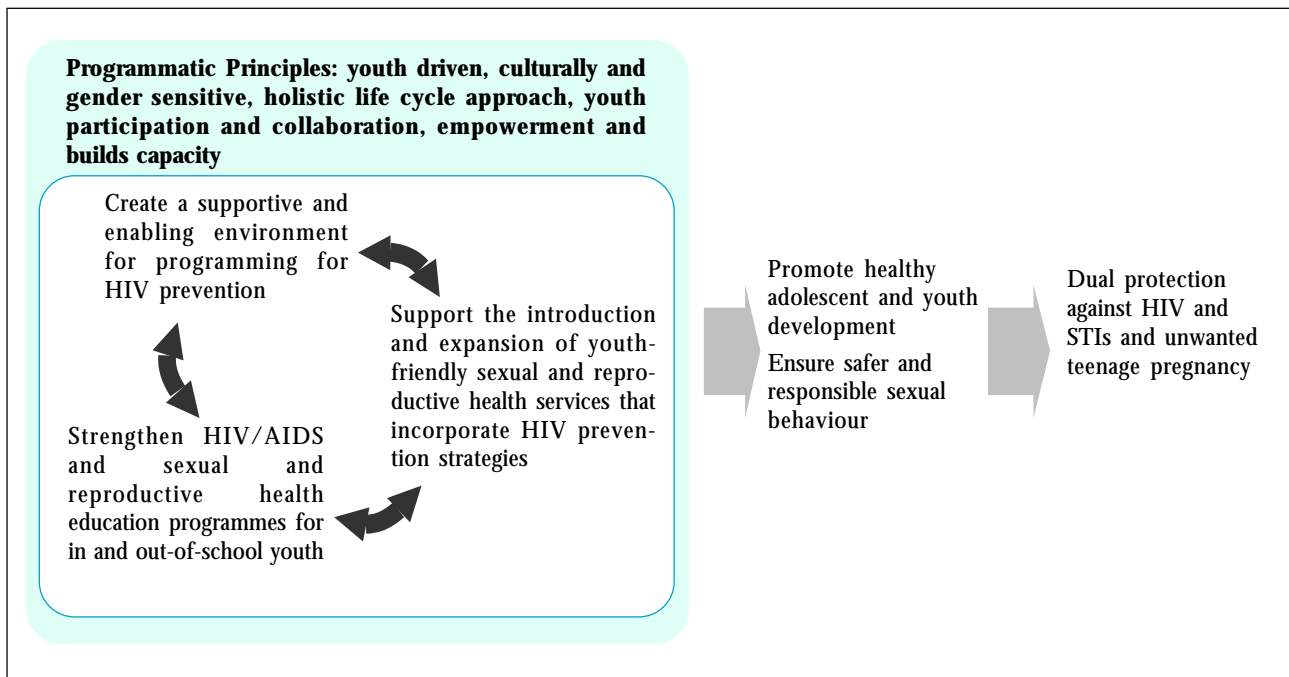 Programmatic Principles: youth driven, culturally and
gender sensitive, holistic life cycle approach, youth
participation and collaboration, empowerment and
builds capacity
Create a supportive and
enabling environment
for programming for
HIV prevention
Support the introduction
and expansion of youth-
friendly sexual and repro-
ductive health services that
incorporate HIV preven-
tion strategies
Strengthen HIV/AIDS
and sexual and
reproductive health
education programmes for
in and out-of-school youth
Promote healthy
adolescent and youth
development
Ensure safer and
responsible sexual
behaviour
Dual protection
against HIV and
STIs and unwanted
teenage pregnancy